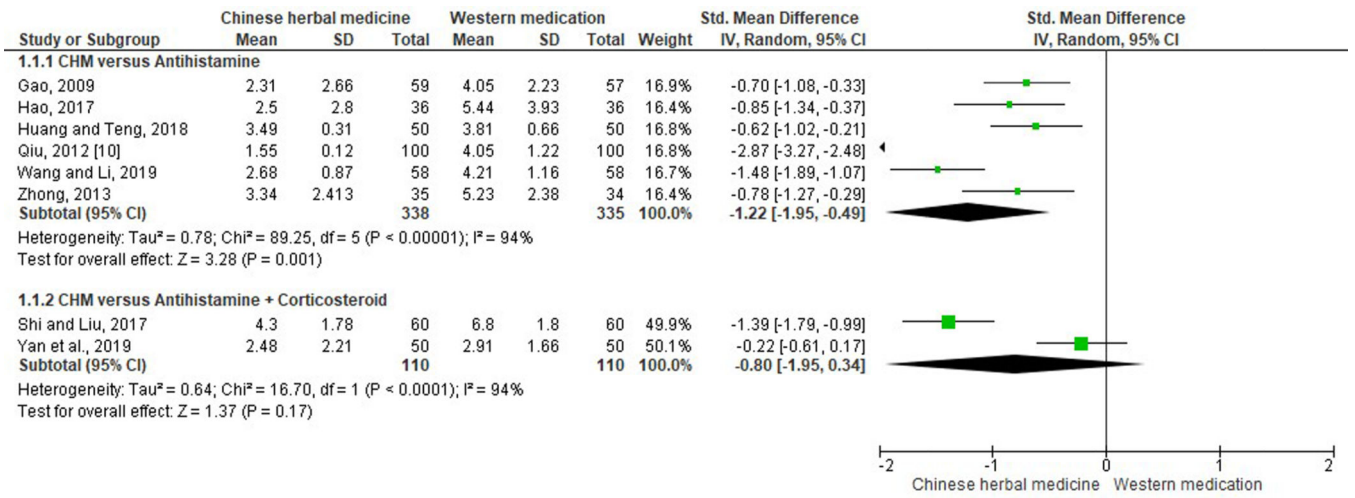 Chinese herbal medicine Western medication Std. Mean Difference Std. Mean Difference
Study or Subgroup Mean SD Total Mean SD Total Weight IV, Random, 95% CI IV, Random, 95% CI
1.1.1 CHM versus Antihistamine
Gao, 2009 2.31 2.66 59 4.05 2.23 57 16.9% -0.70 [-1.08, -0.33]
Hao, 2017 2.5 2.8 36 5.44 3.93 36 16.4% -0.85 [-1.34, -0.37]
Huang and Teng, 2018 3.49 0.31 50 3.81 0.66 50 16.8% -0.62 [-1.02, -0.21]
Qiu, 2012 [10] 1.55 0.12 100 4.05 1.22 100 16.8% -2.87 [-3.27, -2.48]
Wang and Li, 2019 2.68 0.87 58 4.21 1.16 58 16.7% -1.48 [-1.89, -1.07]
Zhong, 2013 3.34 2.413 35 5.23 2.38 34 16.4% -0.78 [-1.27, -0.29]
Subtotal (95% CI) 338 335 100.0% -1.22 [-1.95, -0.49]
Heterogeneity: Tau² = 0.78; Chi² = 89.25, df = 5 (P < 0.00001); I² = 94%
Test for overall effect: Z = 3.28 (P = 0.001)
1.1.2 CHM versus Antihistamine + Corticosteroid
Shi and Liu, 2017 4.3 1.78 60 6.8 1.8 60 49.9% -1.39 [-1.79, -0.99]
Yan et al., 2019 2.48 2.21 50 2.91 1.66 50 50.1% -0.22 [-0.61, 0.17]
Subtotal (95% CI) 110 110 100.0% -0.80 [-1.95, 0.34]
Heterogeneity: Tau² = 0.64; Chi² = 16.70, df = 1 (P < 0.0001); I² = 94%
Test for overall effect: Z = 1.37 (P = 0.17)
-2 -1 0 1 2
Chinese herbal medicine Western medication